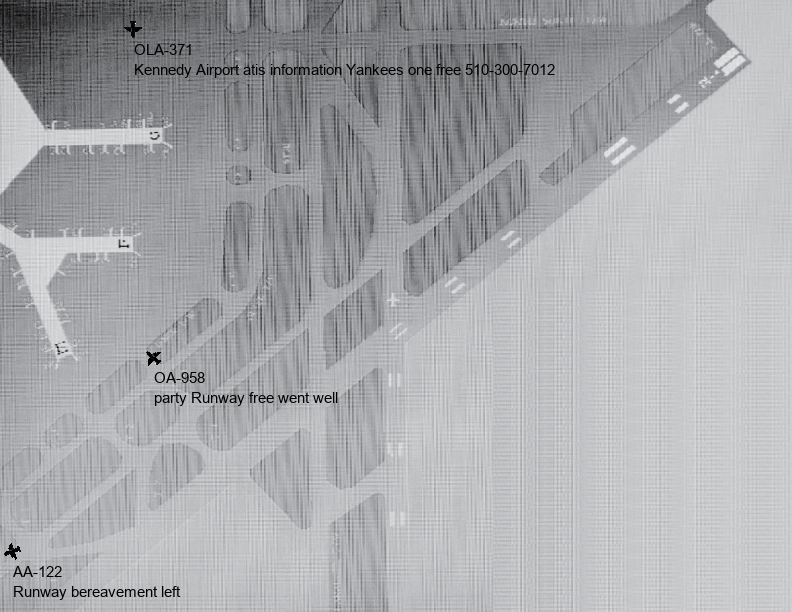 OLA-371
Kennedy Airport atis information Yankees one free 510-300-7012
OA-958
party Runway free went well
AA-122
Runway bereavement left